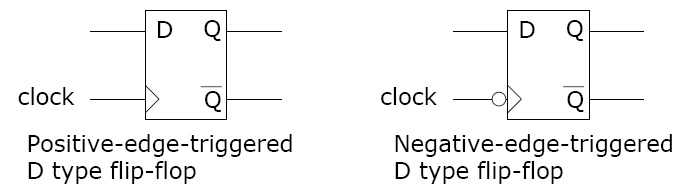 D Q
clock Q̅
Positive-edge-triggered
D type flip-flop
D Q
clock Q̅
Negative-edge-triggered
D type flip-flop